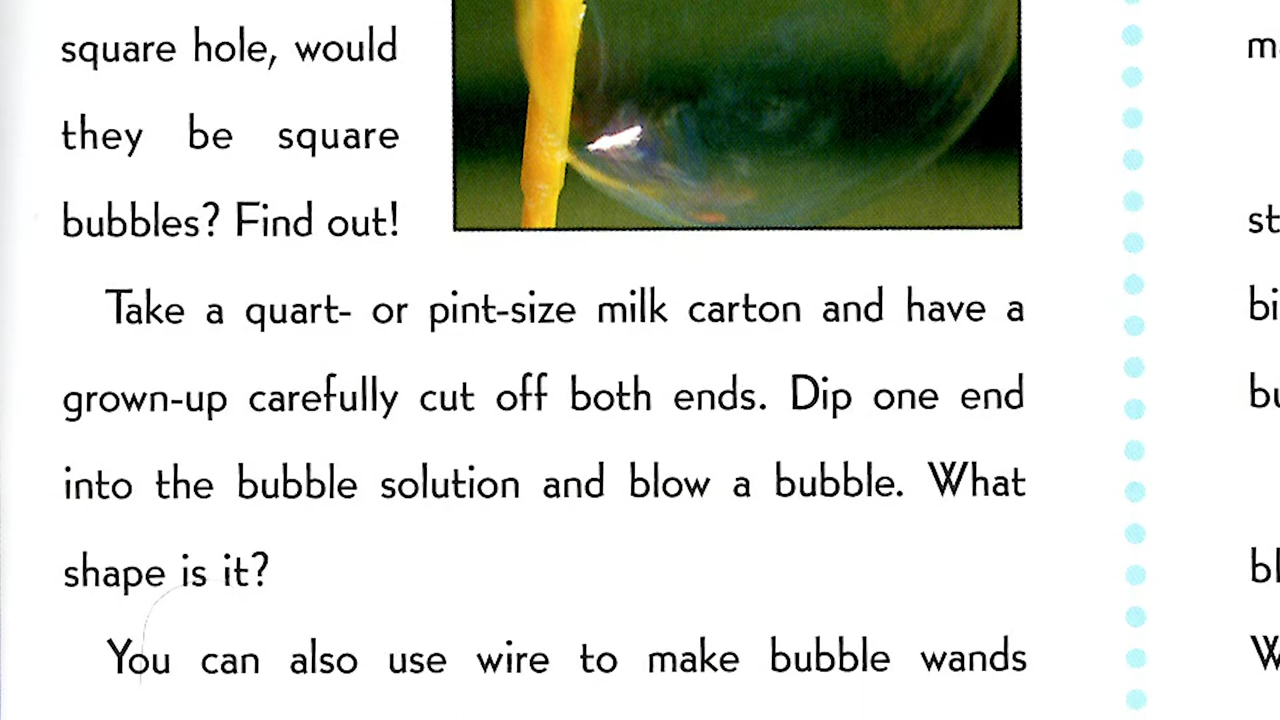 square hole, would
they be square
bubbles? Find out!
Take a quart- or pint-size milk carton and have a
grown-up carefully cut off both ends. Dip one end
into the bubble solution and blow a bubble. What
shape is it?
You can also use wire to make bubble wands